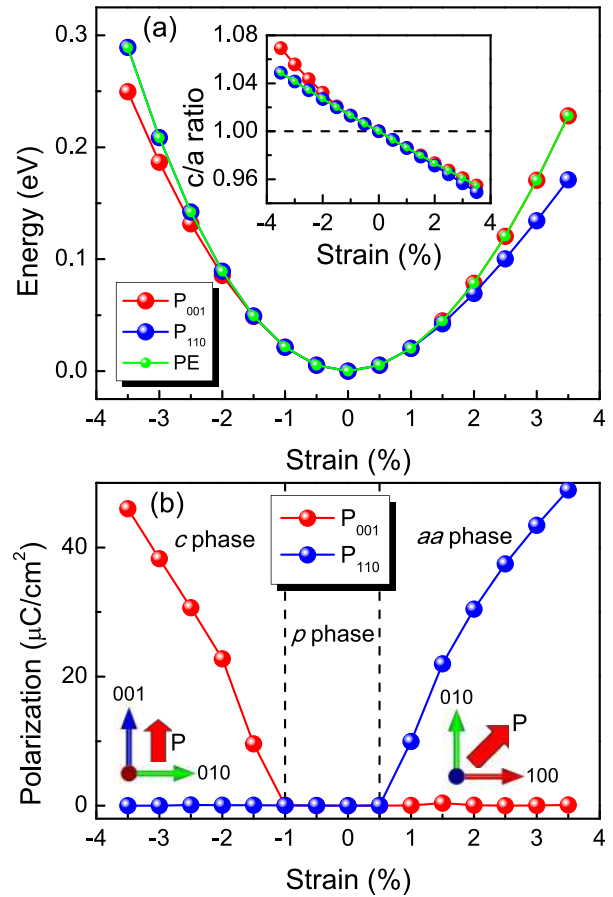 (a)
0.3
0.2
0.1
0.0
Energy (eV)
-4 -3 -2 -1 0 1 2 3 4
Strain (%)
P001
P110
PE
1.08
1.04
1.00
0.96
c/a ratio
-4 -2 0 2 4
Strain (%)
(b)
c phase
p phase
aa phase
P001
P110
40
20
0
Polarization (μC/cm²)
001
P
010
010
P
100
-4 -3 -2 -1 0 1 2 3 4
Strain (%)